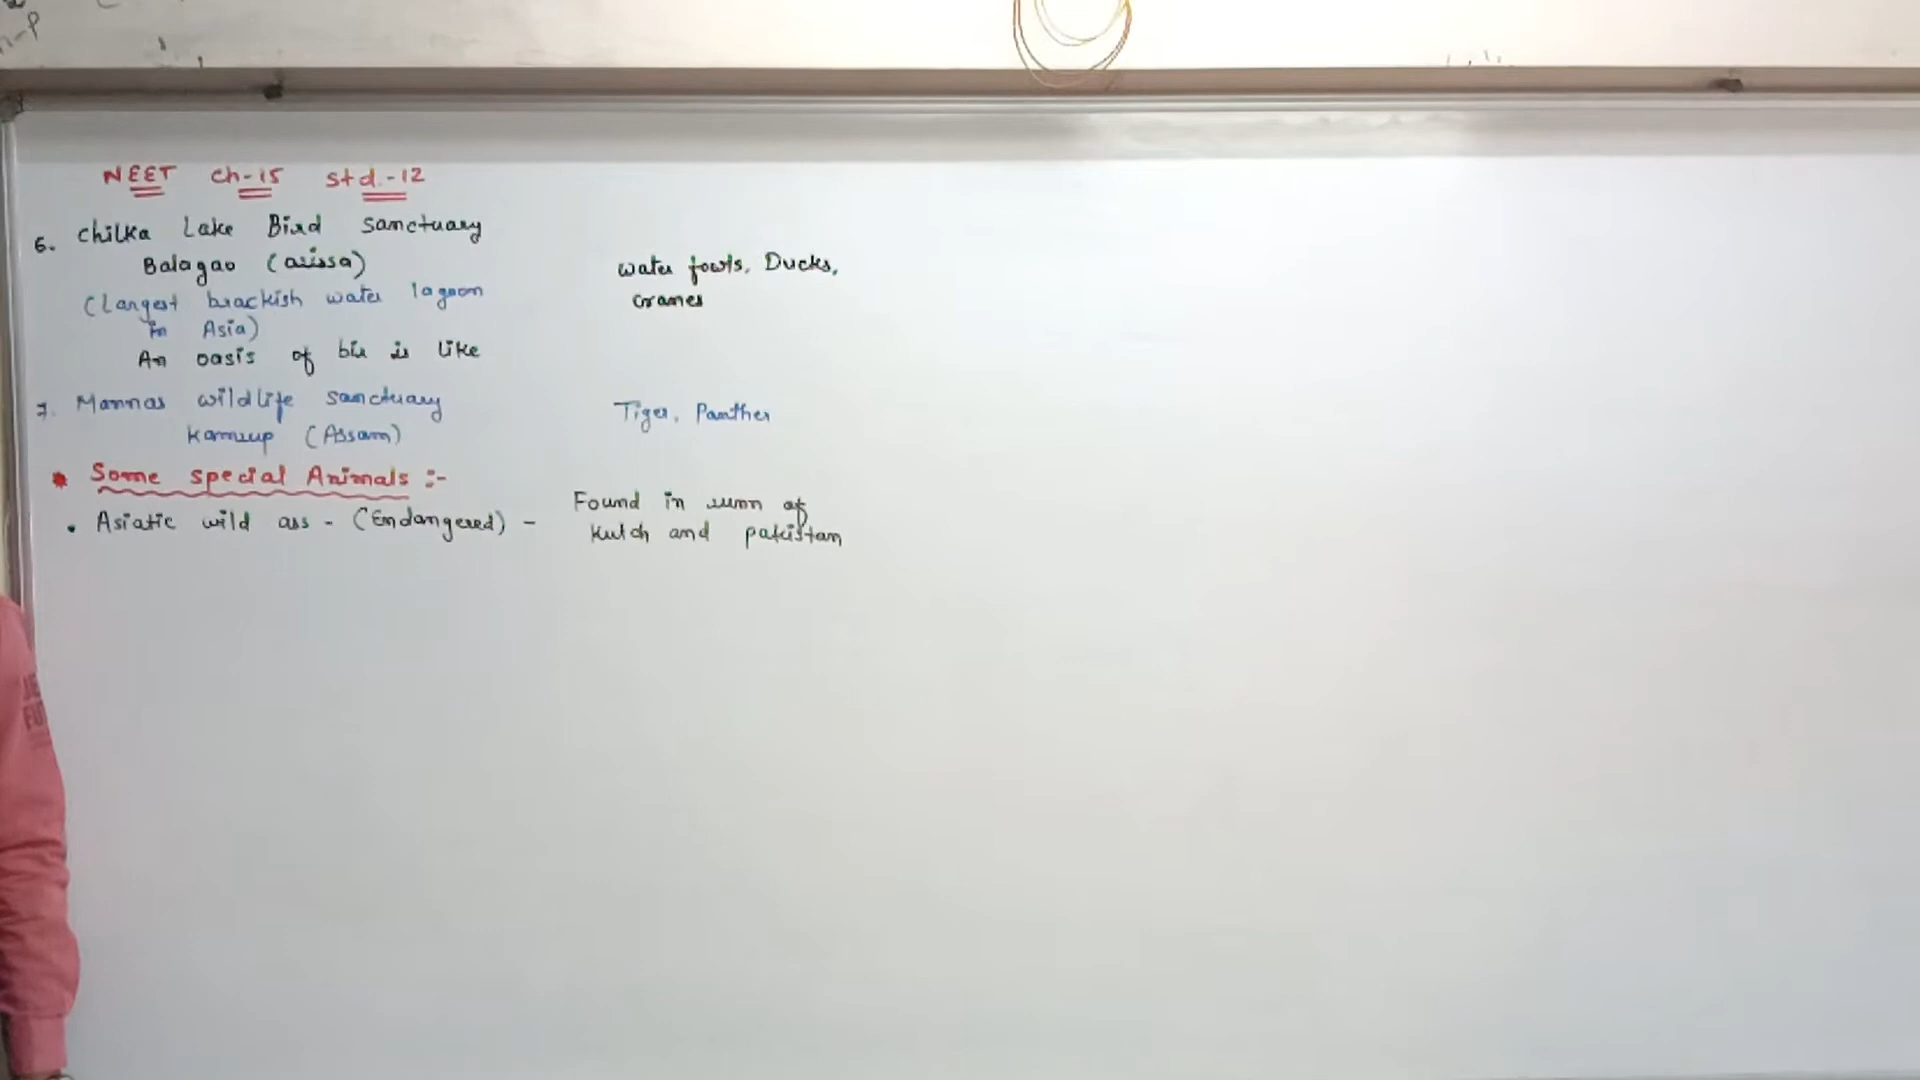 NEET ch-15 std.-12
6. Chilka Lake Bird Sanctuary
Balagao (orissa)
water fowls, Ducks,
cranes
(Largest brackish water lagoon
in Asia)
An oasis of bir is like
7. Mannas wildlife sanctuary
Kamrup (Assam)
Tiger, Panther
* Some special Animals :-
• Asiatic wild ass - (Endangered) -
Found in runn of
Kutch and pakistan